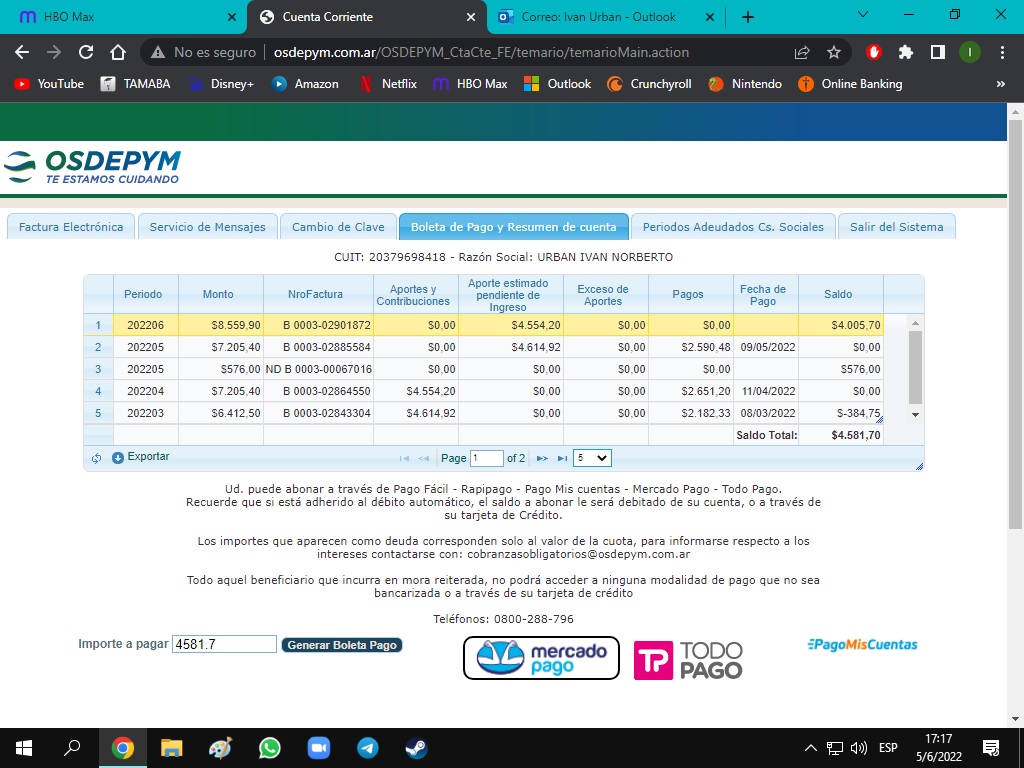 HBO Max
Cuenta Corriente
Correo: Ivan Urban - Outlook
No es seguro
osdepym.com.ar/OSDEPYM_CtaCte_FE/temario/temarioMain.action
I
YouTube TAMABA Disney+ Amazon Netflix HBO Max Outlook Crunchyroll Nintendo Online Banking »
OSDEPYM
TE ESTAMOS CUIDANDO
Factura Electrónica Servicio de Mensajes Cambio de Clave Boleta de Pago y Resumen de cuenta Periodos Adeudados Cs. Sociales Salir del Sistema
CUIT: 20379698418 - Razón Social: URBAN IVAN NORBERTO
Periodo Monto NroFactura Aportes y Contribuciones Aporte estimado pendiente de Ingreso Exceso de Aportes Pagos Fecha de Pago Saldo
1 202206 $8.559,90 B 0003-02901872 $0,00 $4.554,20 $0,00 $0,00 $4.005,70
2 202205 $7.205,40 B 0003-02885584 $0,00 $4.614,92 $0,00 $2.590,48 09/05/2022 $0,00
3 202205 $576,00 ND B 0003-00067016 $0,00 $0,00 $0,00 $0,00 $576,00
4 202204 $7.205,40 B 0003-02864550 $4.554,20 $0,00 $0,00 $2.651,20 11/04/2022 $0,00
5 202203 $6.412,50 B 0003-02843304 $4.614,92 $0,00 $0,00 $2.182,33 08/03/2022 $-384,75
Saldo Total: $4.581,70
Exportar Page 1 of 2 5
Ud. puede abonar a través de Pago Fácil - Rapipago - Pago Mis cuentas - Mercado Pago - Todo Pago.
Recuerde que si está adherido al débito automático, el saldo a abonar le será debitado de su cuenta, o a través de
su tarjeta de Crédito.
Los importes que aparecen como deuda corresponden solo al valor de la cuota, para informarse respecto a los
intereses contactarse con: cobranzasobligatorios@osdepym.com.ar
Todo aquel beneficiario que incurra en mora reiterada, no podrá acceder a ninguna modalidad de pago que no sea
bancarizada o a través de su tarjeta de crédito
Teléfonos: 0800-288-796
Importe a pagar 4581.7 Generar Boleta Pago
mercado
pago
TP TODO
PAGO
PagoMisCuentas
ESP
17:17
5/6/2022